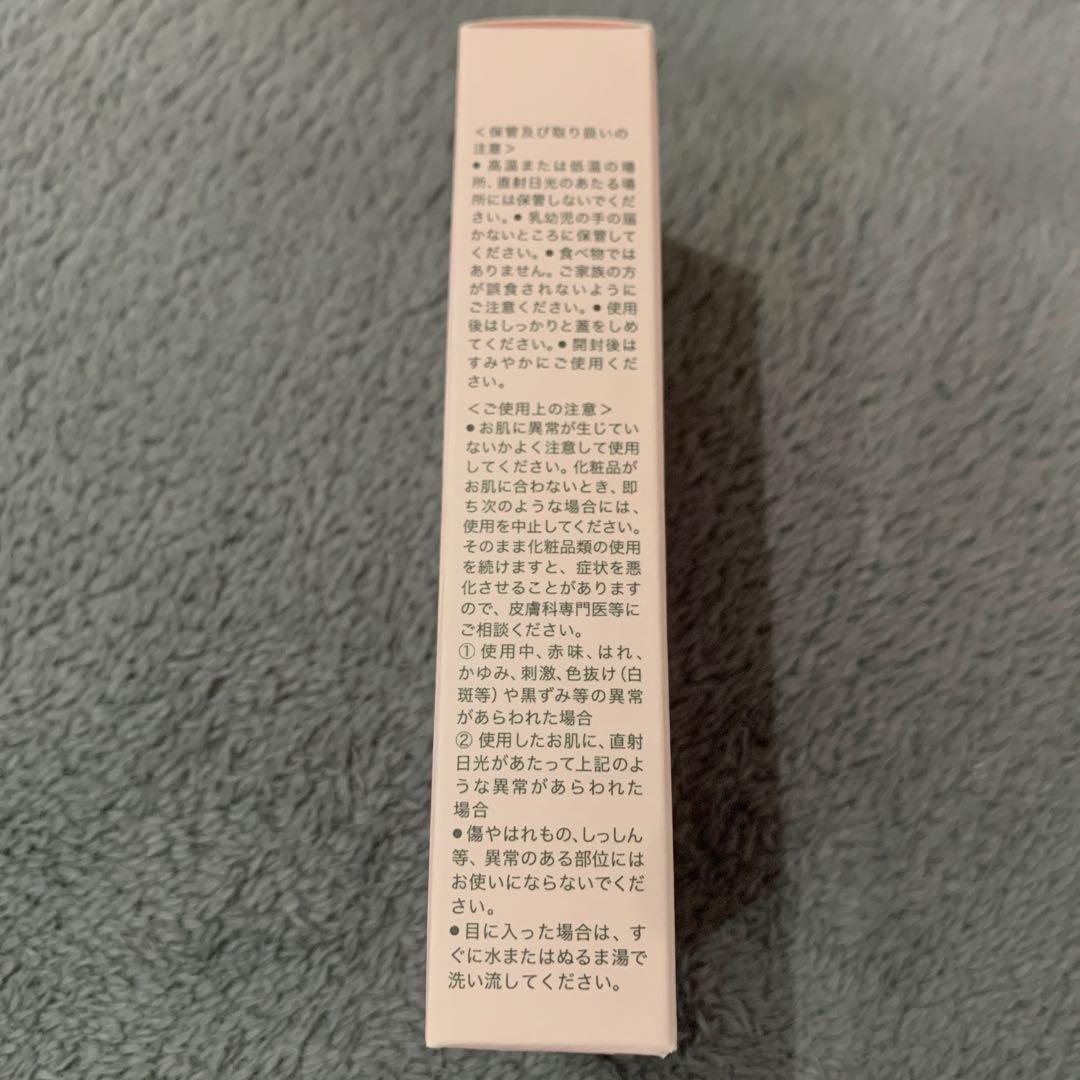 ＜保管及び取り扱いの
注意＞
● 高温または低温の場
所、直射日光のあたる場
所には保管しないでくだ
さい。● 乳幼児の手の届
かないところに保管して
ください。● 食べ物では
ありません。ご家族の方
が誤食されないように
ご注意ください。● 使用
後はしっかりと蓋をしめ
てください。● 開封後は
すみやかにご使用くだ
さい。
＜ご使用上の注意＞
● お肌に異常が生じてい
ないかよく注意して使用
してください。化粧品が
お肌に合わないとき、即
ち次のような場合には、
使用を中止してください。
そのまま化粧品類の使用
を続けますと、症状を悪
化させることがあります
ので、皮膚科専門医等に
ご相談ください。
① 使用中、赤味、はれ、
かゆみ、刺激、色抜け（白
斑等）や黒ずみ等の異常
があらわれた場合
② 使用したお肌に、直射
日光があたって上記のよ
うな異常があらわれた
場合
● 傷やはれもの、しっしん
等、異常のある部位には
お使いにならないでくだ
さい。
● 目に入った場合は、す
ぐに水またはぬるま湯で
洗い流してください。